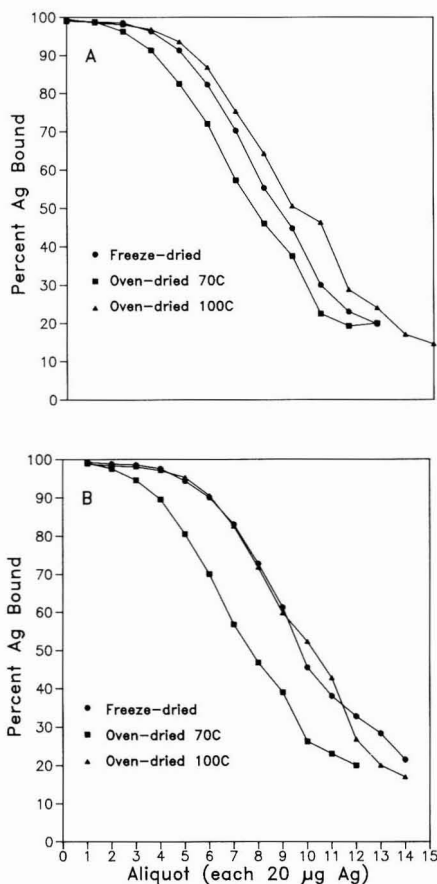 100
90
80
70
60
50
40
30
20
10
0
Percent Ag Bound
A
Freeze-dried
Oven-dried 70C
Oven-dried 100C
100
90
80
70
60
50
40
30
20
10
0
Percent Ag Bound
B
Freeze-dried
Oven-dried 70C
Oven-dried 100C
0 1 2 3 4 5 6 7 8 9 10 11 12 13 14 15
Aliquot (each 20 µg Ag)